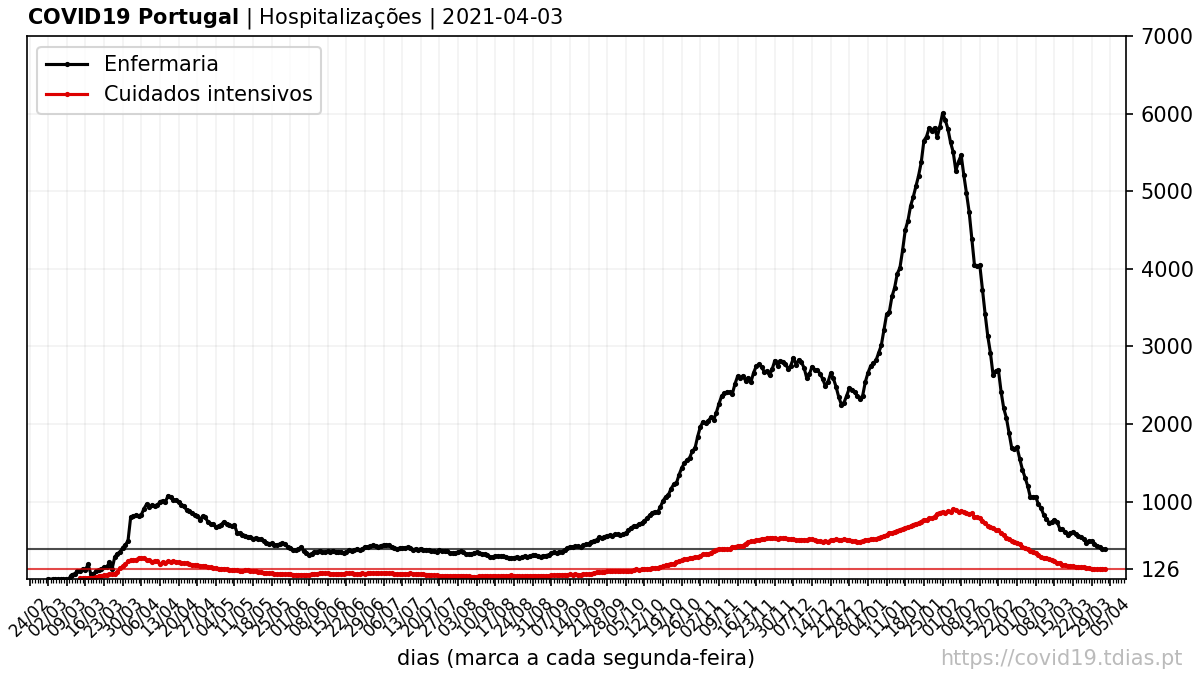 COVID19 Portugal | Hospitalizações | 2021-04-03
Enfermaria
Cuidados intensivos
7000
6000
5000
4000
3000
2000
1000
126
24/02 02/03 09/03 16/03 23/03 30/03 06/04 13/04 20/04 27/04 04/05 11/05 18/05 25/05 01/06 08/06 15/06 22/06 29/06 06/07 13/07 20/07 27/07 03/08 10/08 17/08 24/08 31/08 07/09 14/09 21/09 28/09 05/10 12/10 19/10 26/10 02/11 09/11 16/11 23/11 30/11 07/12 14/12 21/12 28/12 04/01 11/01 18/01 25/01 01/02 08/02 15/02 22/02 01/03 08/03 15/03 22/03 29/03 05/04
dias (marca a cada segunda-feira)
https://covid19.tdias.pt